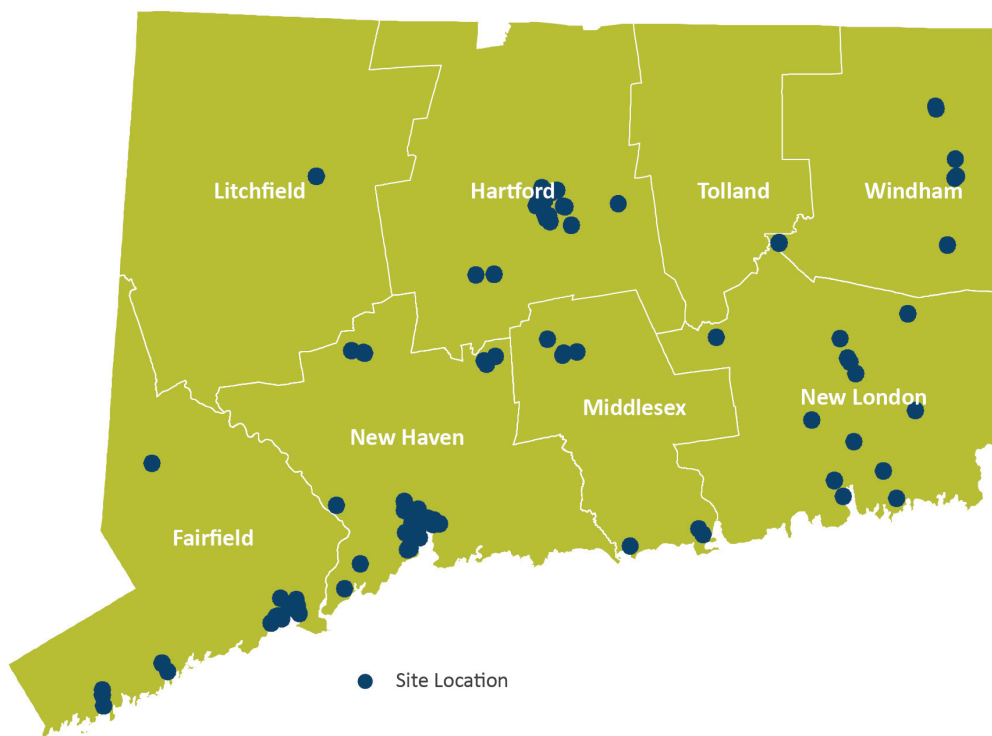 Litchfield
Hartford
Tolland
Windham
Middlesex
New London
New Haven
Fairfield
Site Location